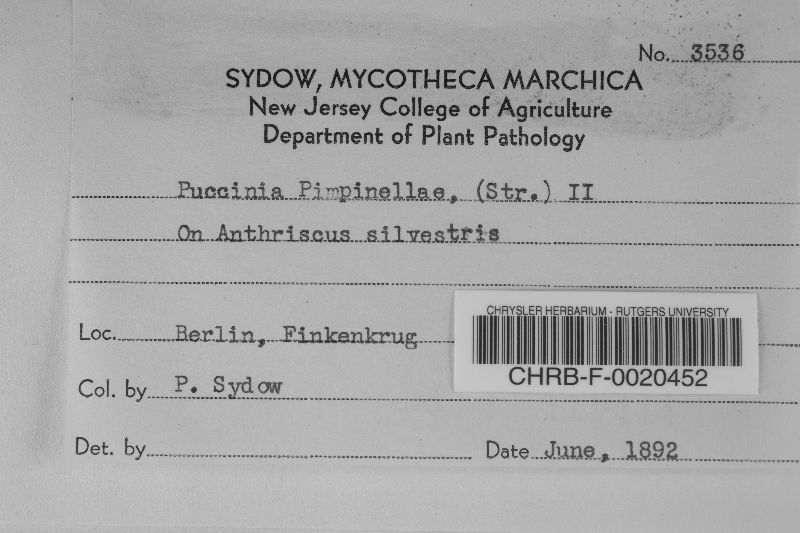 No. 3536
SYDOW, MYCOTHECA MARCHICA
New Jersey College of Agriculture
Department of Plant Pathology
Puccinia Pimpinellae, (Str.) II
On Anthriscus silvestris
Loc. Berlin, Finkenkrug
CHRYSLER HERBARIUM - RUTGERS UNIVERSITY
CHRB-F-0020452
Col. by P. Sydow
Det. by
Date June, 1892